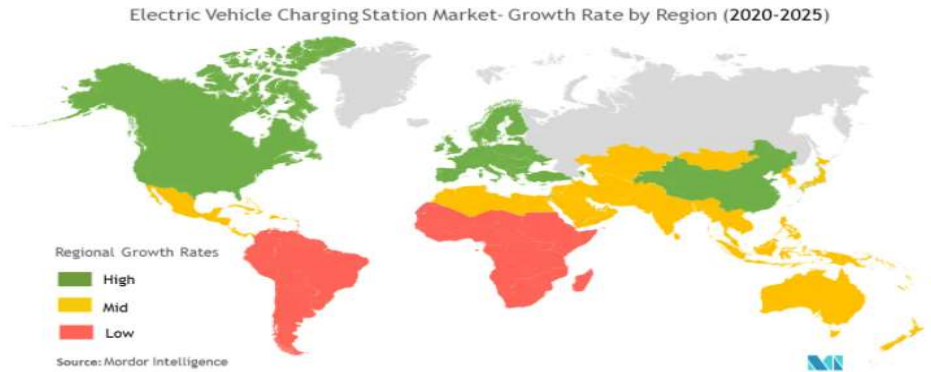 Electric Vehicle Charging Station Market- Growth Rate by Region (2020-2025)
Regional Growth Rates
High
Mid
Low
Source: Mordor Intelligence